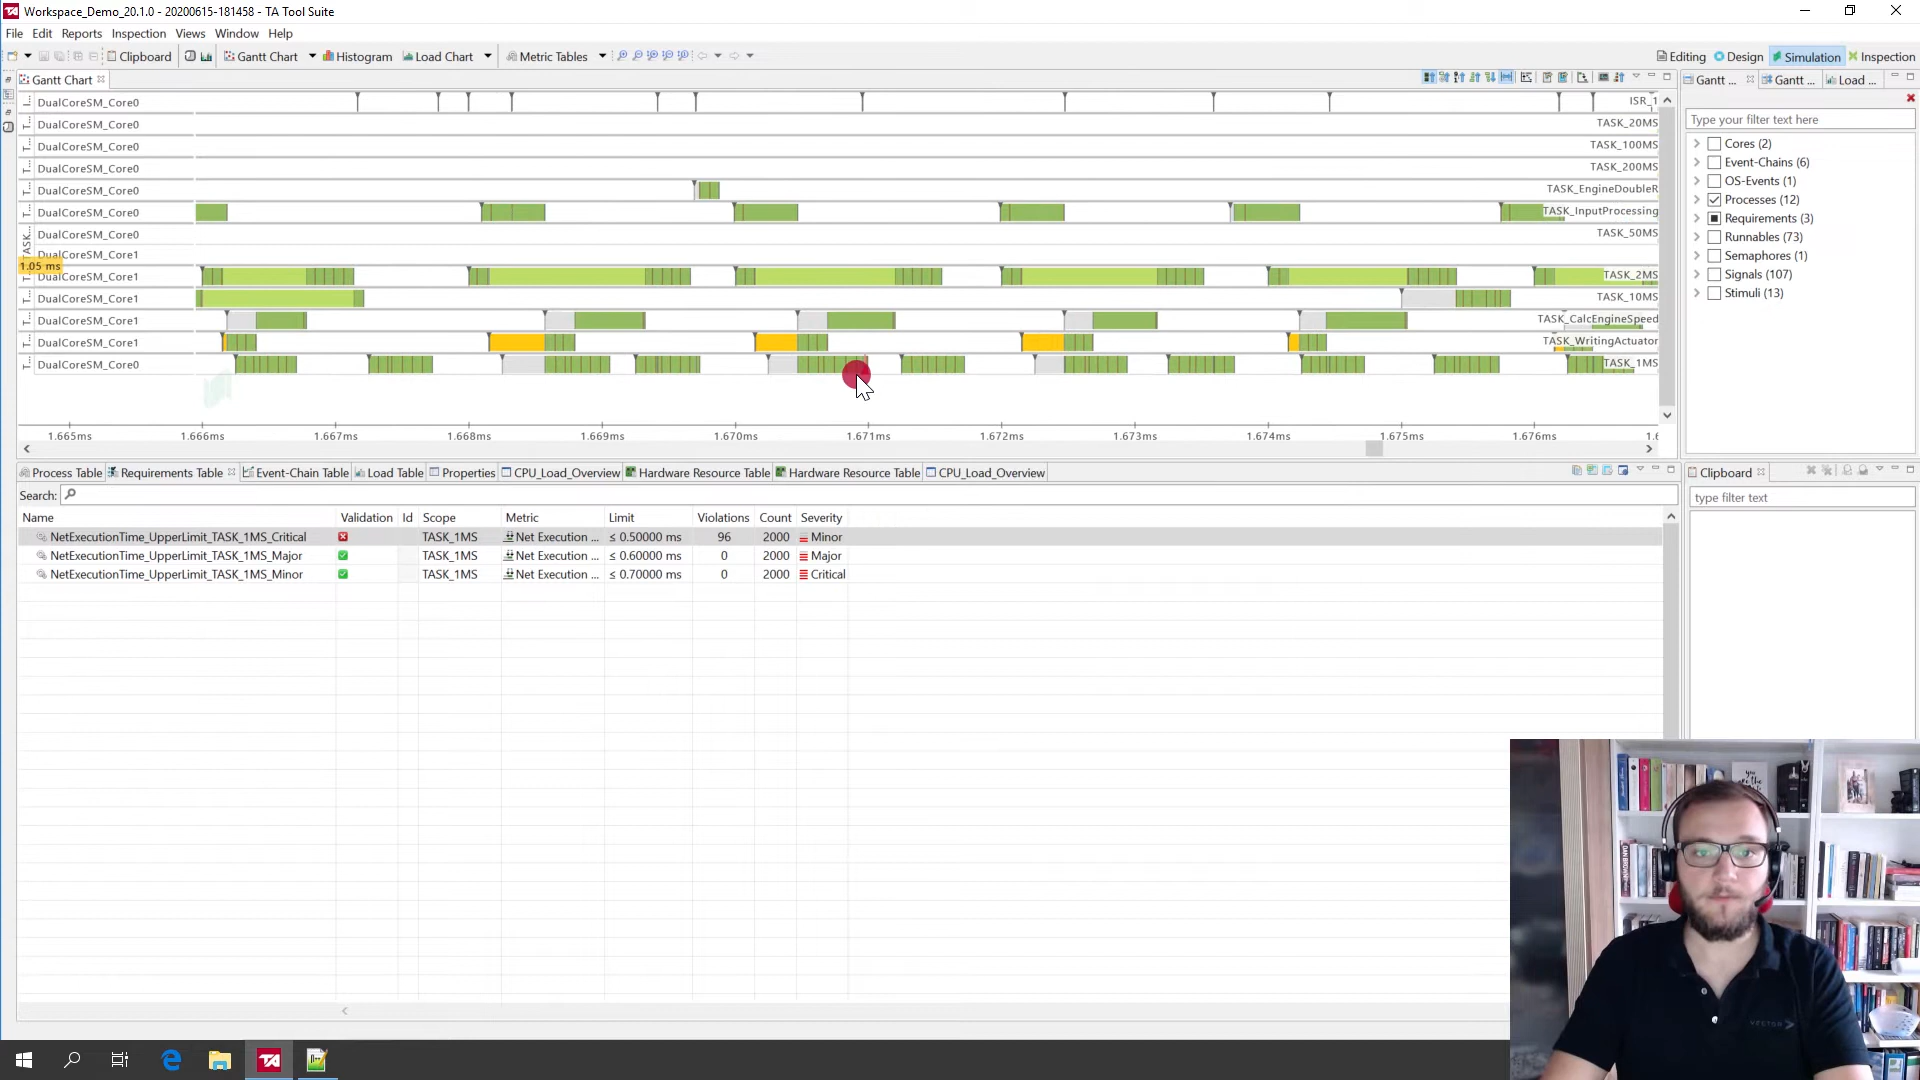 Workspace_Demo_20.1.0 - 20200615-181458 - TA Tool Suite
File Edit Reports Inspection Views Window Help
Clipboard Gantt Chart Histogram Load Chart Metric Tables Editing Design Simulation Inspection
Gantt Chart
DualCoreSM_Core0 ISR_1
DualCoreSM_Core0 TASK_20MS
DualCoreSM_Core0 TASK_100MS
DualCoreSM_Core0 TASK_200MS
DualCoreSM_Core0 TASK_EngineDoubleR
DualCoreSM_Core0 TASK_InputProcessing
DualCoreSM_Core0 TASK_50MS
DualCoreSM_Core1
1.05 ms
DualCoreSM_Core1 TASK_2MS
DualCoreSM_Core1 TASK_10MS
DualCoreSM_Core1 TASK_CalcEngineSpeed
DualCoreSM_Core1 TASK_WritingActuator
DualCoreSM_Core0 TASK_1MS
TASK...
1.665ms 1.666ms 1.667ms 1.668ms 1.669ms 1.670ms 1.671ms 1.672ms 1.673ms 1.674ms 1.675ms 1.676ms 1.6
Gantt ... Gantt ... Load ...
Type your filter text here
Cores (2)
Event-Chains (6)
OS-Events (1)
Processes (12)
Requirements (3)
Runnables (73)
Semaphores (1)
Signals (107)
Stimuli (13)
Process Table Requirements Table Event-Chain Table Load Table Properties CPU_Load_Overview Hardware Resource Table Hardware Resource Table CPU_Load_Overview
Search:
Name Validation Id Scope Metric Limit Violations Count Severity
NetExecutionTime_UpperLimit_TASK_1MS_Critical TASK_1MS Net Execution ... ≤ 0.50000 ms 96 2000 Minor
NetExecutionTime_UpperLimit_TASK_1MS_Major TASK_1MS Net Execution ... ≤ 0.60000 ms 0 2000 Major
NetExecutionTime_UpperLimit_TASK_1MS_Minor TASK_1MS Net Execution ... ≤ 0.70000 ms 0 2000 Critical
Clipboard
type filter text
VECTOR
TA